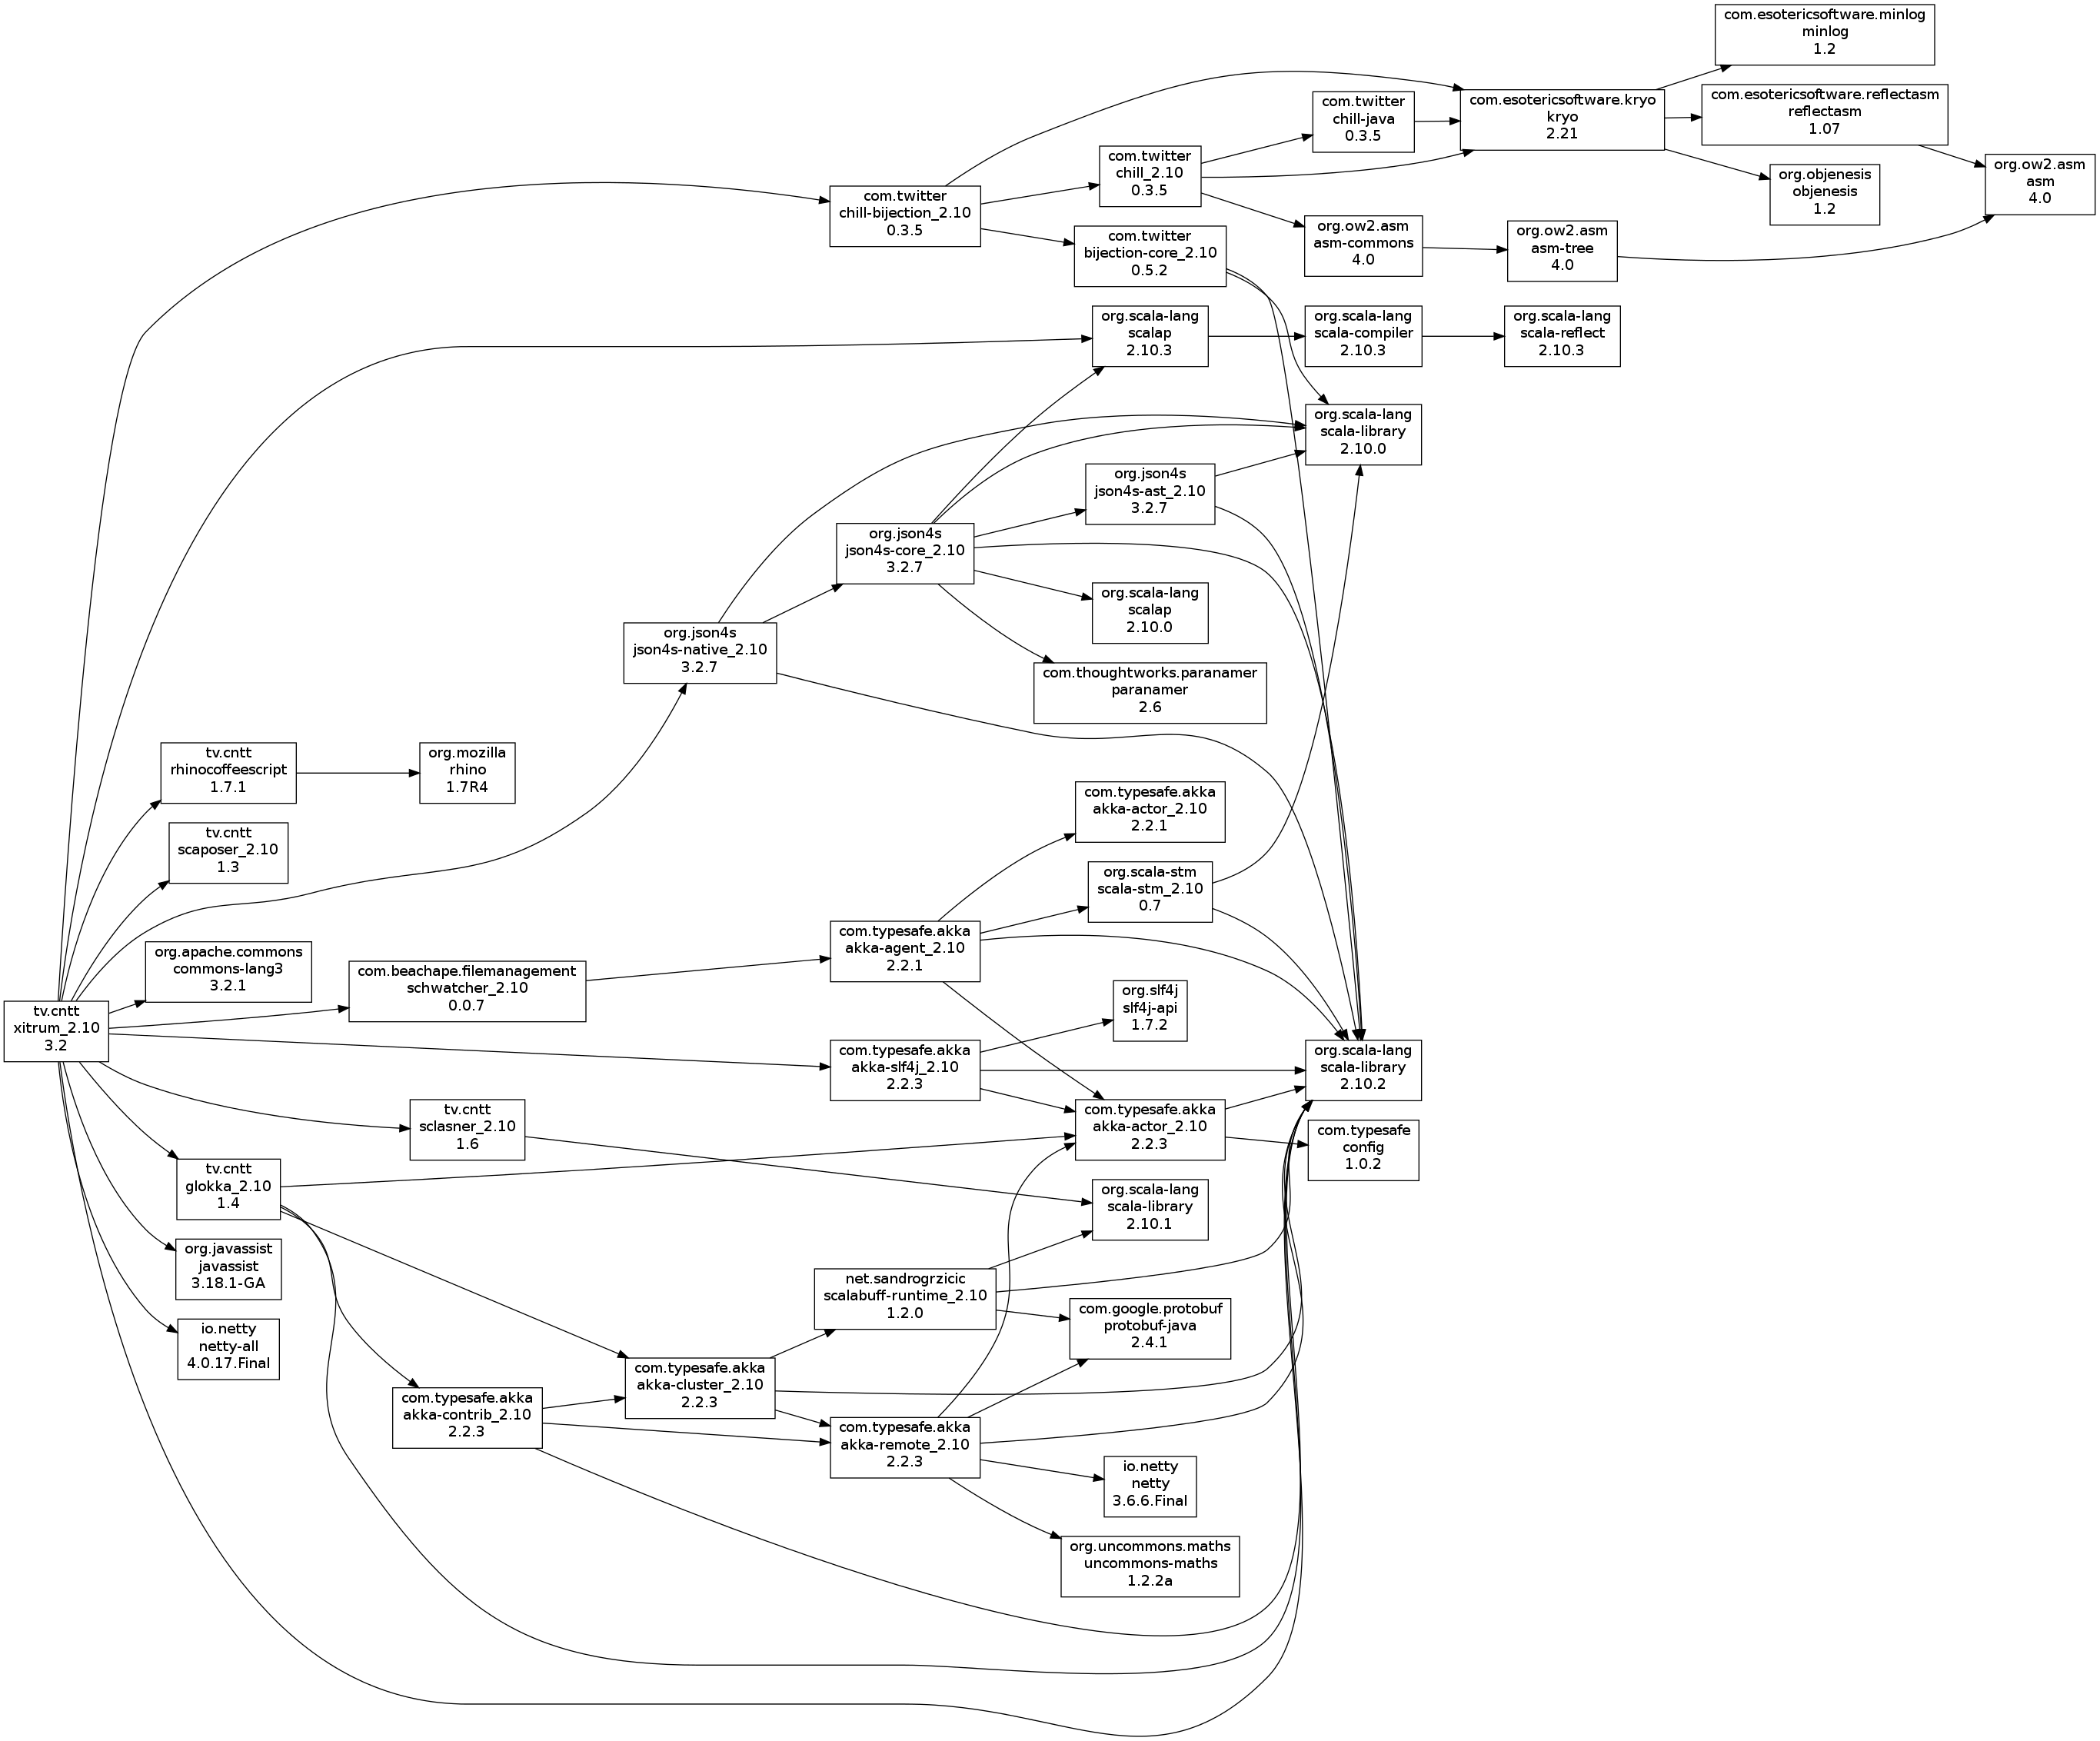 com.esotericsoftware.minlog
minlog
1.2
com.esotericsoftware.reflectasm
reflectasm
1.07
com.esotericsoftware.kryo
kryo
2.21
com.twitter
chill-java
0.3.5
com.twitter
chill_2.10
0.3.5
org.ow2.asm
asm
4.0
org.objenesis
objenesis
1.2
com.twitter
chill-bijection_2.10
0.3.5
org.ow2.asm
asm-commons
4.0
org.ow2.asm
asm-tree
4.0
com.twitter
bijection-core_2.10
0.5.2
org.scala-lang
scalap
2.10.3
org.scala-lang
scala-compiler
2.10.3
org.scala-lang
scala-reflect
2.10.3
org.scala-lang
scala-library
2.10.0
org.json4s
json4s-ast_2.10
3.2.7
org.json4s
json4s-core_2.10
3.2.7
org.scala-lang
scalap
2.10.0
org.json4s
json4s-native_2.10
3.2.7
com.thoughtworks.paranamer
paranamer
2.6
tv.cntt
rhinocoffeescript
1.7.1
org.mozilla
rhino
1.7R4
com.typesafe.akka
akka-actor_2.10
2.2.1
tv.cntt
scaposer_2.10
1.3
org.scala-stm
scala-stm_2.10
0.7
com.typesafe.akka
akka-agent_2.10
2.2.1
org.apache.commons
commons-lang3
3.2.1
com.beachape.filemanagement
schwatcher_2.10
0.0.7
org.slf4j
slf4j-api
1.7.2
tv.cntt
xitrum_2.10
3.2
com.typesafe.akka
akka-slf4j_2.10
2.2.3
org.scala-lang
scala-library
2.10.2
tv.cntt
sclasner_2.10
1.6
com.typesafe.akka
akka-actor_2.10
2.2.3
com.typesafe
config
1.0.2
tv.cntt
glokka_2.10
1.4
org.scala-lang
scala-library
2.10.1
org.javassist
javassist
3.18.1-GA
net.sandrogrzicic
scalabuff-runtime_2.10
1.2.0
com.google.protobuf
protobuf-java
2.4.1
io.netty
netty-all
4.0.17.Final
com.typesafe.akka
akka-cluster_2.10
2.2.3
com.typesafe.akka
akka-contrib_2.10
2.2.3
com.typesafe.akka
akka-remote_2.10
2.2.3
io.netty
netty
3.6.6.Final
org.uncommons.maths
uncommons-maths
1.2.2a